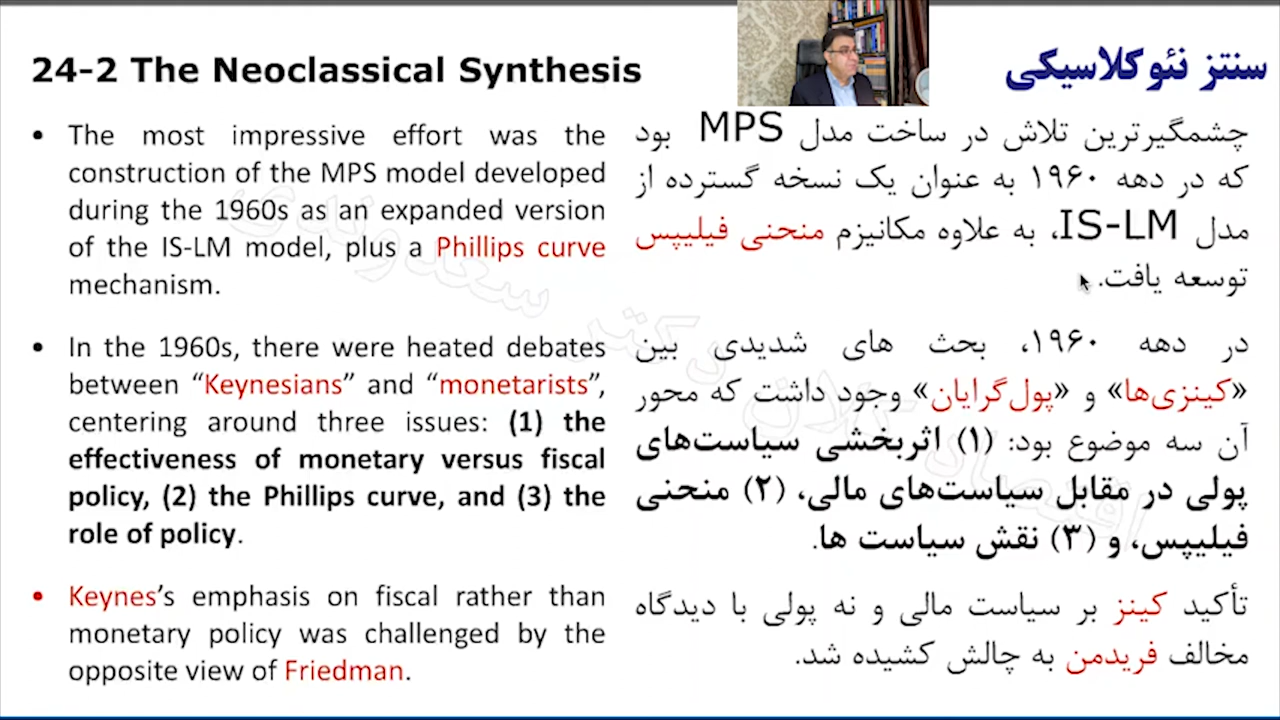 24-2 The Neoclassical Synthesis
سنتز نئوکلاسیکی
• The most impressive effort was the
construction of the MPS model developed
during the 1960s as an expanded version
of the IS-LM model, plus a Phillips curve
mechanism.
• In the 1960s, there were heated debates
between “Keynesians” and “monetarists”,
centering around three issues: (1) the
effectiveness of monetary versus fiscal
policy, (2) the Phillips curve, and (3) the
role of policy.
• Keynes’s emphasis on fiscal rather than
monetary policy was challenged by the
opposite view of Friedman.
چشمگیرترین تلاش در ساخت مدل MPS بود
که در دهه ۱۹۶۰ به عنوان یک نسخه گسترده از
مدل IS-LM، به علاوه مکانیزم منحنی فیلیپس
توسعه یافت.
در دهه ۱۹۶۰، بحث های شدیدی بین
«کینزی‌ها» و «پول‌گرایان» وجود داشت که محور
آن سه موضوع بود: (۱) اثربخشی سیاست‌های
پولی در مقابل سیاست‌های مالی، (۲) منحنی
فیلیپس، و (۳) نقش سیاست ها.
تأکید کینز بر سیاست مالی و نه پولی با دیدگاه
مخالف فریدمن به چالش کشیده شد.
اقتصاد کلان دکتر سعدوندی